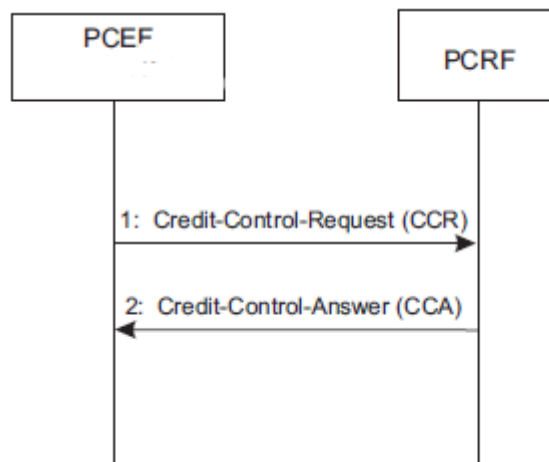 PCEF
PCRF
1: Credit-Control-Request (CCR)
2: Credit-Control-Answer (CCA)